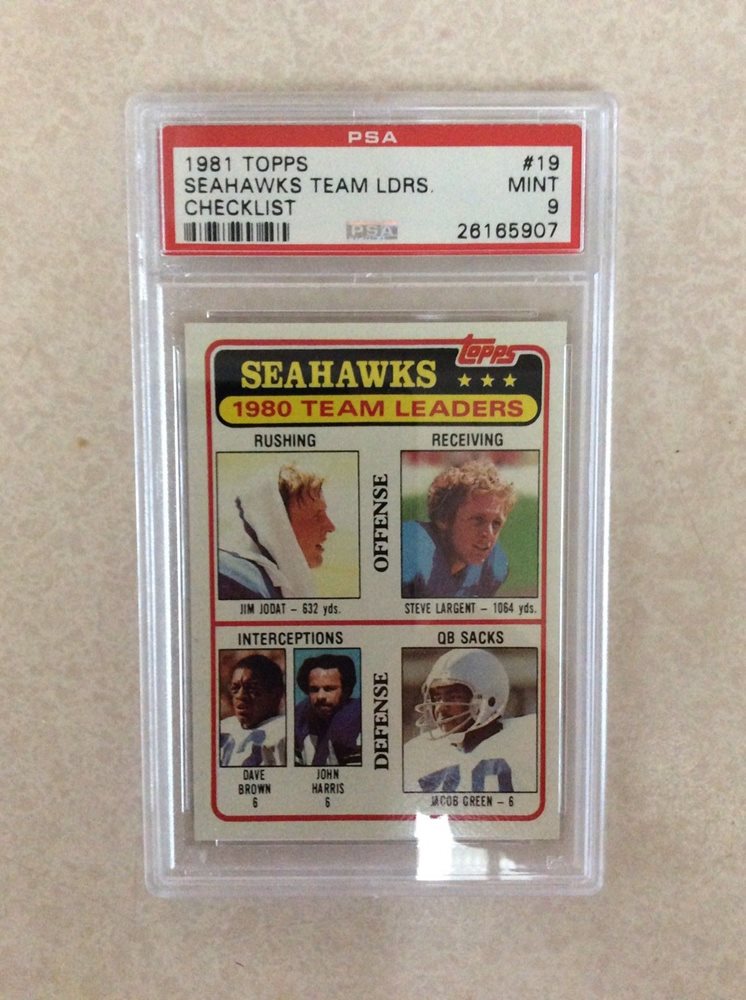 PSA
1981 TOPPS #19
SEAHAWKS TEAM LDRS. MINT
CHECKLIST 9
PSA 26165907
topps
SEAHAWKS
1980 TEAM LEADERS
RUSHING RECEIVING
OFFENSE
JIM JODAT – 632 yds. STEVE LARGENT – 1064 yds.
INTERCEPTIONS QB SACKS
DEFENSE
DAVE JOHN
BROWN HARRIS
6 6
JACOB GREEN – 6